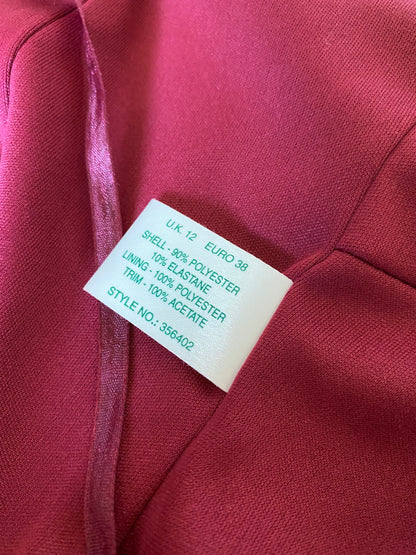 U.K. 12 EURO 38
SHELL - 90% POLYESTER
10% ELASTANE
LINING - 100% POLYESTER
TRIM - 100% ACETATE
STYLE NO.: 356402